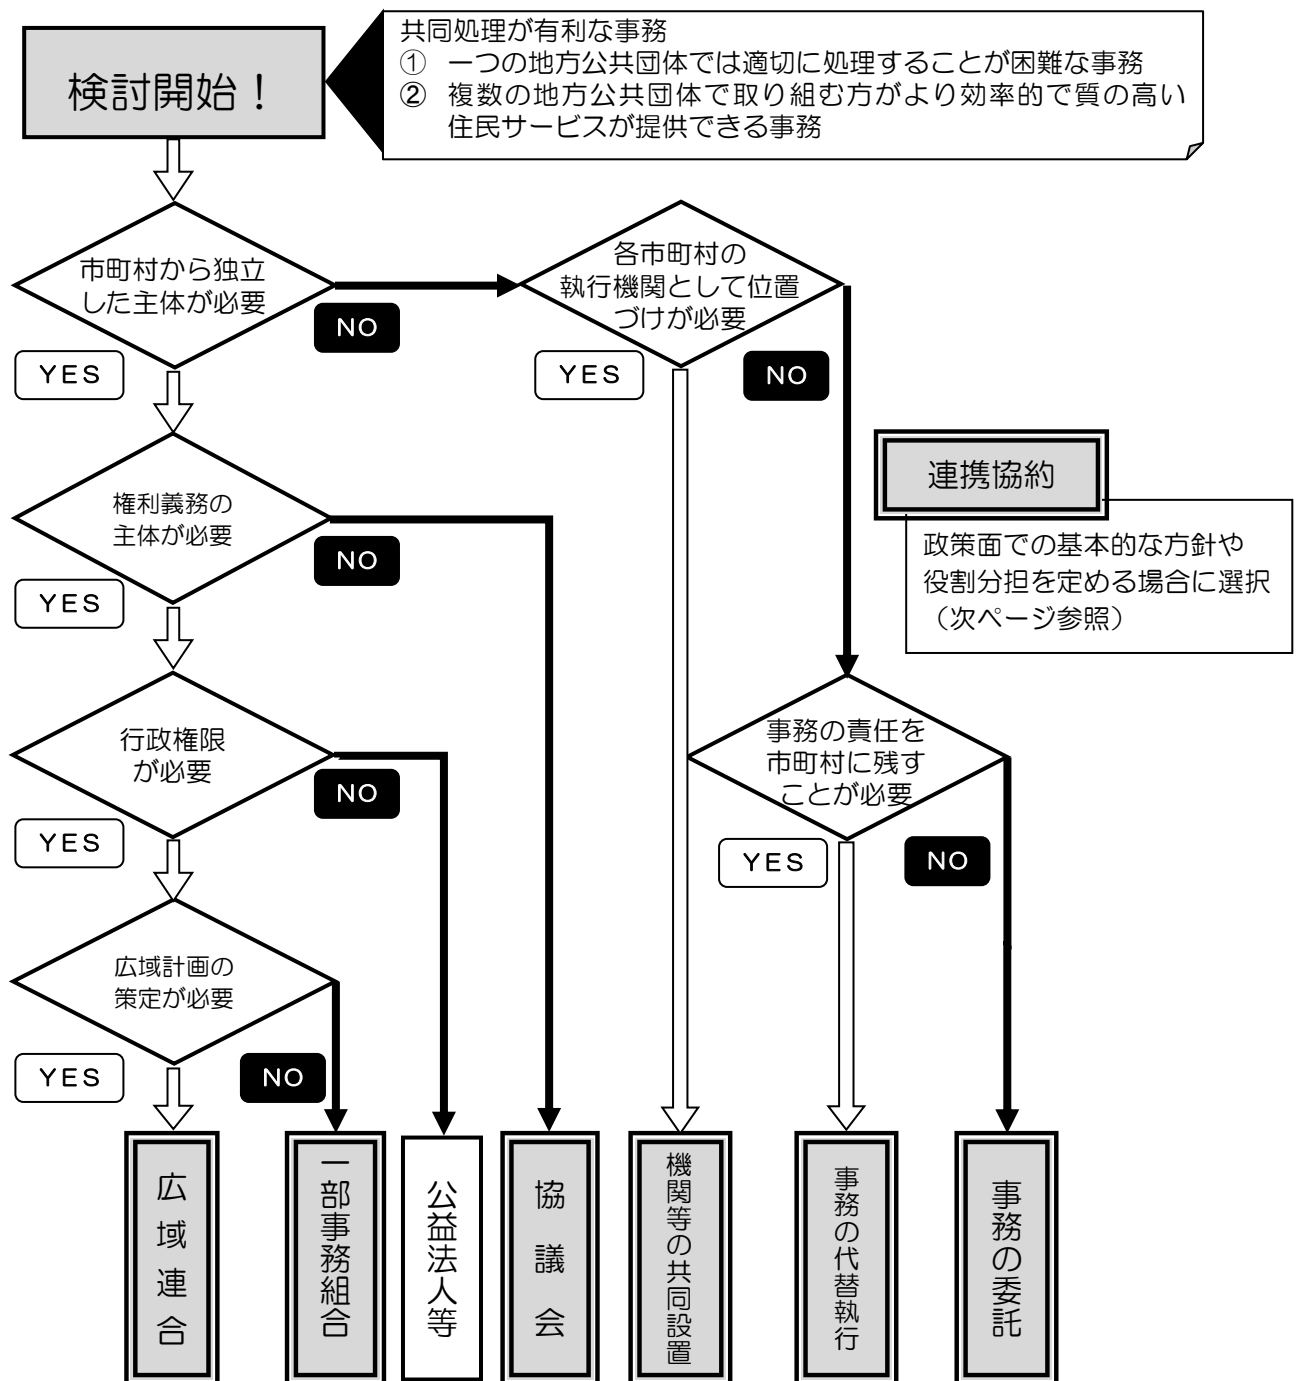 検討開始！
共同処理が有利な事務
① 一つの地方公共団体では適切に処理することが困難な事務
② 複数の地方公共団体で取り組む方がより効率的で質の高い
住民サービスが提供できる事務
市町村から独立
した主体が必要
NO
YES
各市町村の
執行機関として位置
づけが必要
YES
NO
連携協約
政策面での基本的な方針や
役割分担を定める場合に選択
（次ページ参照）
権利義務の
主体が必要
NO
YES
行政権限
が必要
NO
YES
事務の責任を
市町村に残す
ことが必要
YES
NO
広域計画の
策定が必要
YES
NO
広域連合
一部事務組合
公益法人等
協議会
機関等の共同設置
事務の代替執行
事務の委託